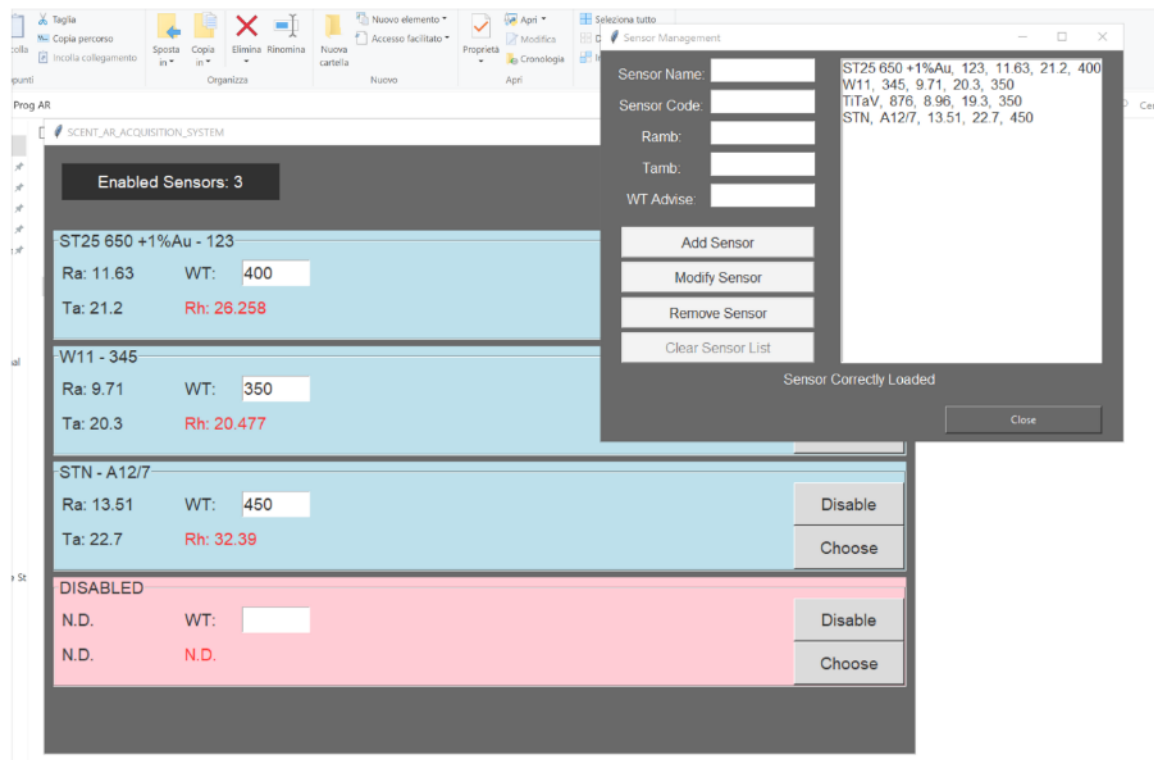 Taglia
Copia percorso
Incolla collegamento
Sposta in
Copia in
Elimina
Rinomina
Organizza
Nuova cartella
Nuovo elemento
Accesso facilitato
Nuovo
Proprietà
Apri
Modifica
Cronologia
Apri
Seleziona tutto
Prog AR
SCENT_AR_ACQUISITION_SYSTEM
Enabled Sensors: 3
ST25 650 +1%Au - 123
Ra: 11.63 WT: 400
Ta: 21.2 Rh: 26.258
W11 - 345
Ra: 9.71 WT: 350
Ta: 20.3 Rh: 20.477
STN - A12/7
Ra: 13.51 WT: 450
Ta: 22.7 Rh: 32.39
Disable
Choose
DISABLED
N.D. WT:
N.D. N.D.
Disable
Choose
Sensor Management
Sensor Name:
Sensor Code:
Ramb:
Tamb:
WT Advise:
Add Sensor
Modify Sensor
Remove Sensor
Clear Sensor List
ST25 650 +1%Au, 123, 11.63, 21.2, 400
W11, 345, 9.71, 20.3, 350
TiTaV, 876, 8.96, 19.3, 350
STN, A12/7, 13.51, 22.7, 450
Sensor Correctly Loaded
Close